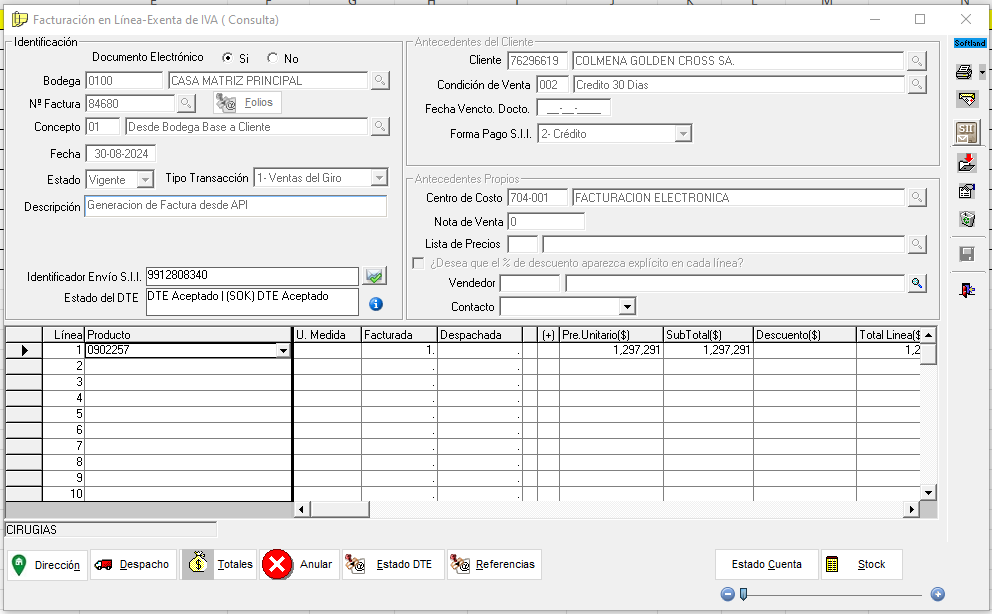 Facturación en Línea-Exenta de IVA ( Consulta)
Identificación
Documento Electrónico Si No
Bodega 0100 CASA MATRIZ PRINCIPAL
Nº Factura 84680 Folios
Concepto 01 Desde Bodega Base a Cliente
Fecha 30-08-2024
Estado Vigente Tipo Transacción 1- Ventas del Giro
Descripción Generacion de Factura desde API
Identificador Envío S.I.I. 9912808340
Estado del DTE DTE Aceptado | (SOK) DTE Aceptado
Antecedentes del Cliente
Cliente 76296619 COLMENA GOLDEN CROSS SA.
Condición de Venta 002 Credito 30 Dias
Fecha Vencto. Docto. __-__-____
Forma Pago S.I.I. 2- Crédito
Antecedentes Propios
Centro de Costo 704-001 FACTURACION ELECTRONICA
Nota de Venta 0
Lista de Precios
¿Desea que el % de descuento aparezca explícito en cada línea?
Vendedor
Contacto
Softland
SII
Línea Producto U. Medida Facturada Despachada (+) Pre.Unitario($) SubTotal($) Descuento($) Total Linea($
1 0902257 1. . 1,297,291 1,297,291 1,2
2 . .
3 . .
4 . .
5 . .
6 . .
7 . .
8 . .
9 . .
10 . .
CIRUGIAS
Dirección Despacho Totales Anular Estado DTE Referencias Estado Cuenta Stock